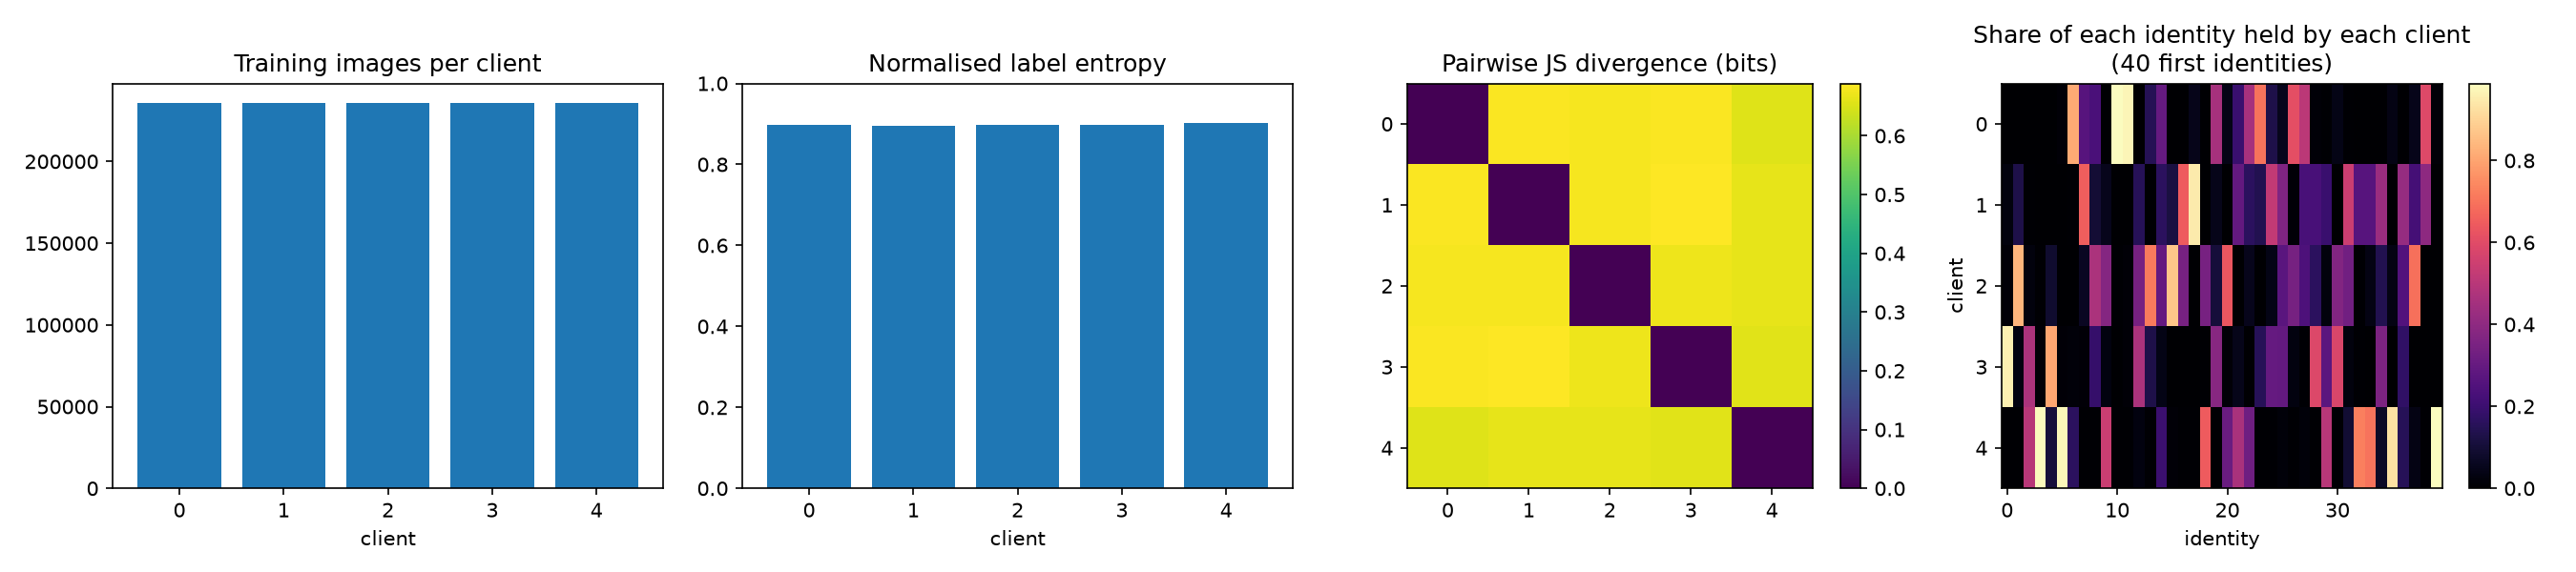 Training images per client
200000
150000
100000
50000
0
0 1 2 3 4
client
Normalised label entropy
1.0
0.8
0.6
0.4
0.2
0.0
0 1 2 3 4
client
Pairwise JS divergence (bits)
0
1
2
3
4
0 1 2 3 4
0.6
0.5
0.4
0.3
0.2
0.1
0.0
Share of each identity held by each client
(40 first identities)
client
0
1
2
3
4
0 10 20 30
identity
0.8
0.6
0.4
0.2
0.0